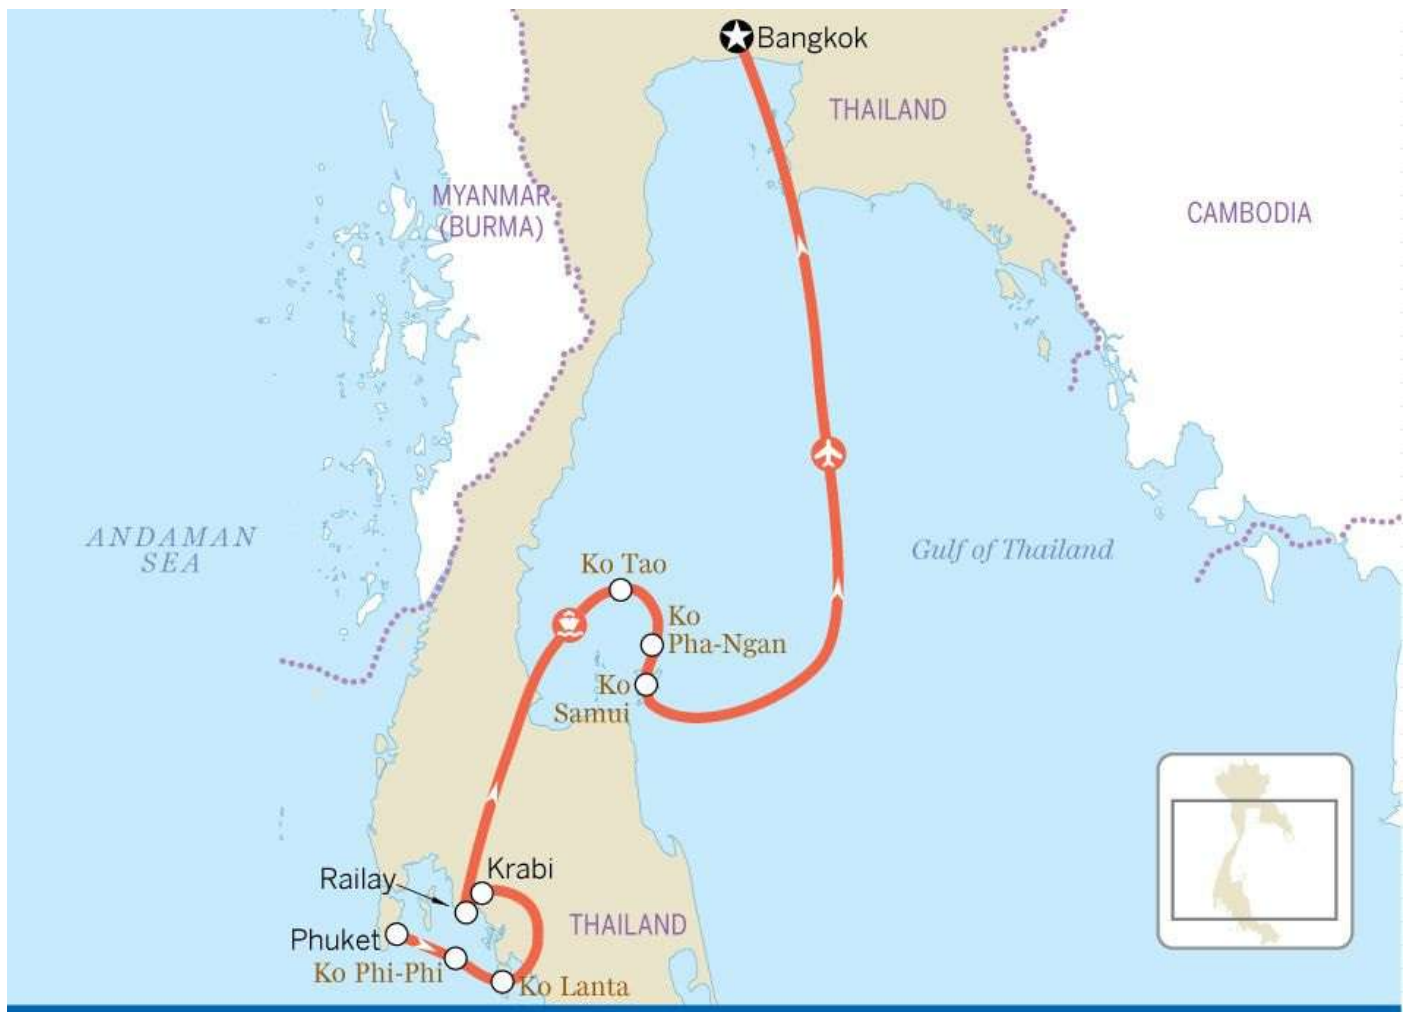 Bangkok
THAILAND
MYANMAR
(BURMA)
CAMBODIA
ANDAMAN
SEA
Gulf of Thailand
Ko Tao
Ko
Pha-Ngan
Ko
Samui
Krabi
Railay
THAILAND
Phuket
Ko Phi-Phi
Ko Lanta